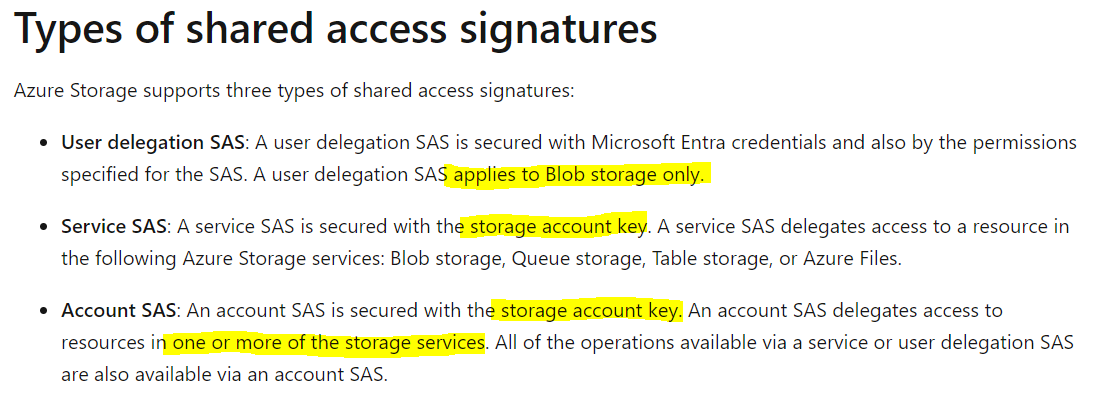 Types of shared access signatures
Azure Storage supports three types of shared access signatures:
• User delegation SAS: A user delegation SAS is secured with Microsoft Entra credentials and also by the permissions
specified for the SAS. A user delegation SAS applies to Blob storage only.
• Service SAS: A service SAS is secured with the storage account key. A service SAS delegates access to a resource in
the following Azure Storage services: Blob storage, Queue storage, Table storage, or Azure Files.
• Account SAS: An account SAS is secured with the storage account key. An account SAS delegates access to
resources in one or more of the storage services. All of the operations available via a service or user delegation SAS
are also available via an account SAS.